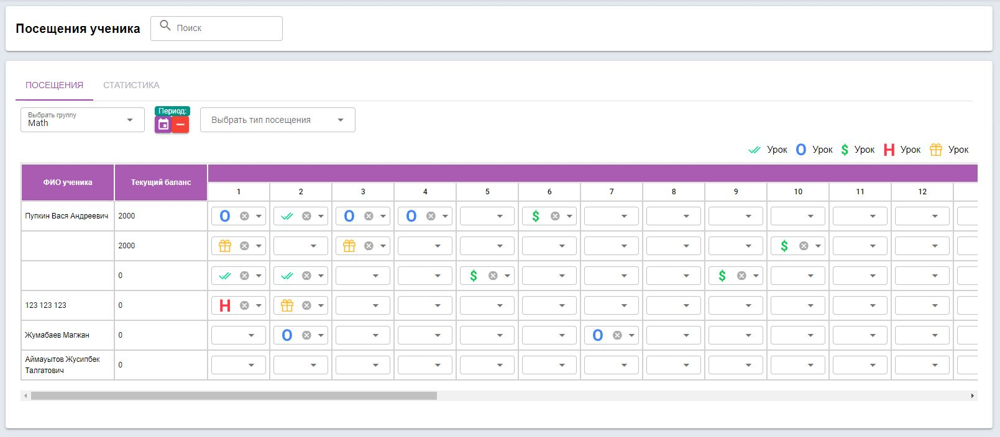 Посещения ученика
Поиск
ПОСЕЩЕНИЯ СТАТИСТИКА
Выбрать группу
Math
Период:
Выбрать тип посещения
Урок O Урок $ Урок Н Урок Урок
ФИО ученика Текущий баланс
1 2 3 4 5 6 7 8 9 10 11 12
Пупкин Вася Андреевич 2000 O O O $
2000 $
0 $ $
123 123 123 0 Н
Жумабаев Магжан 0 O O
Аймауытов Жусипбек
Талгатович 0